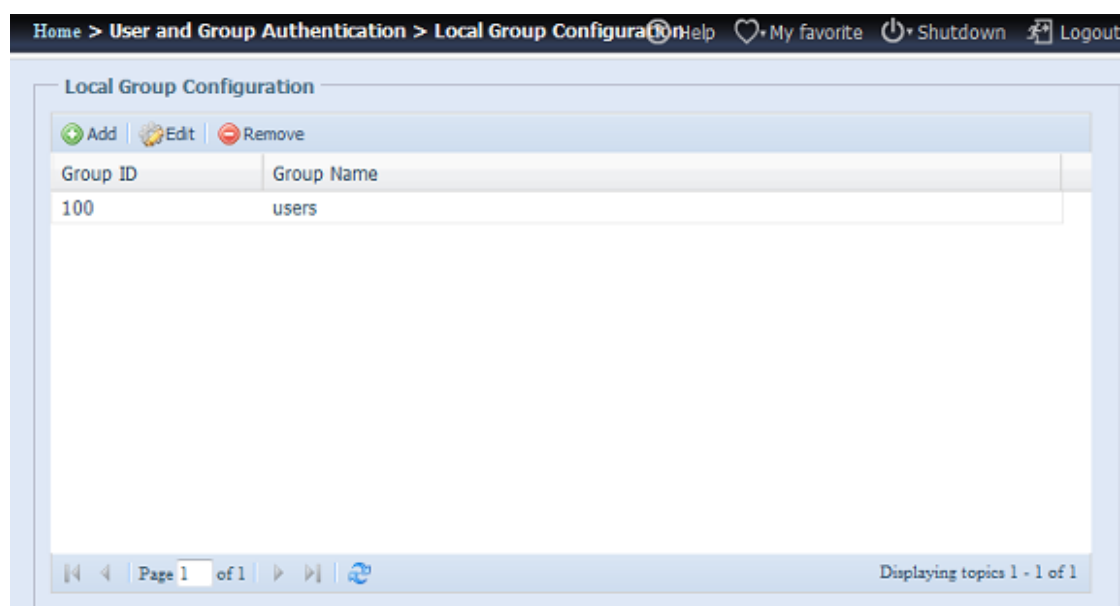 Home > User and Group Authentication > Local Group Configuration Help My favorite Shutdown Logout
Local Group Configuration
Add Edit Remove
Group ID Group Name
100 users
Page 1 of 1 Displaying topics 1 - 1 of 1